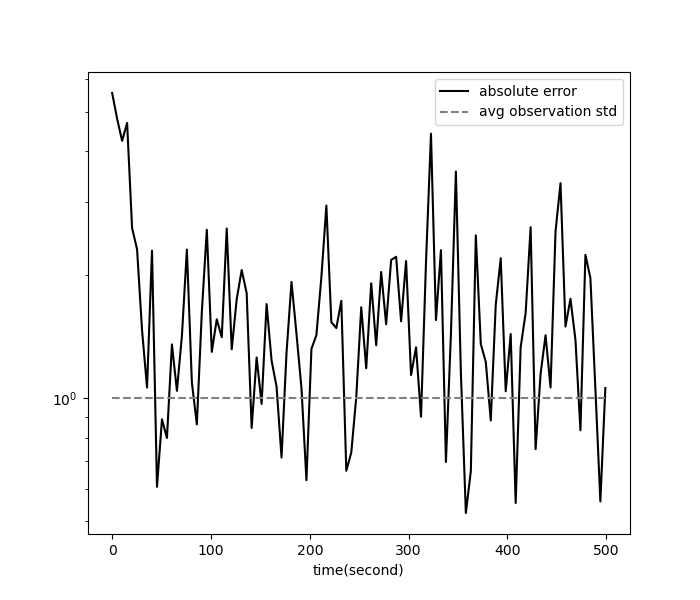 absolute error
avg observation std
10^0
0 100 200 300 400 500
time(second)